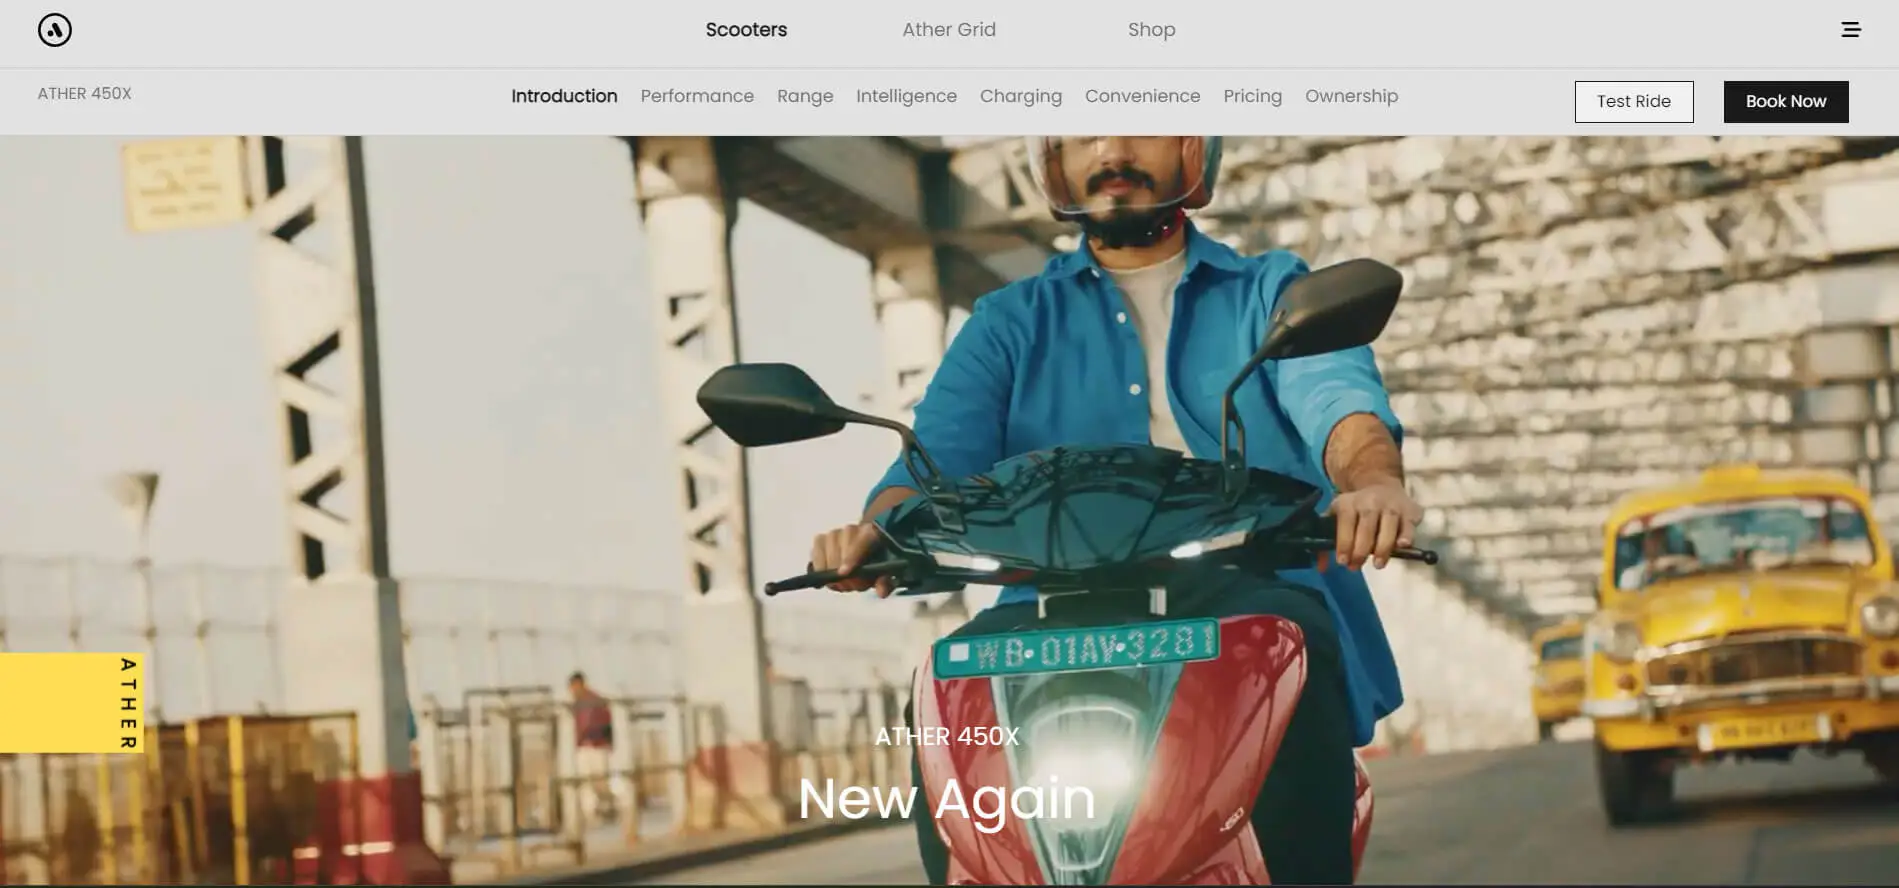 Scooters
Ather Grid
Shop
ATHER 450X
Introduction
Performance
Range
Intelligence
Charging
Convenience
Pricing
Ownership
Test Ride
Book Now
WB 01AV 3281
ATHER
ATHER 450X
New Again
450